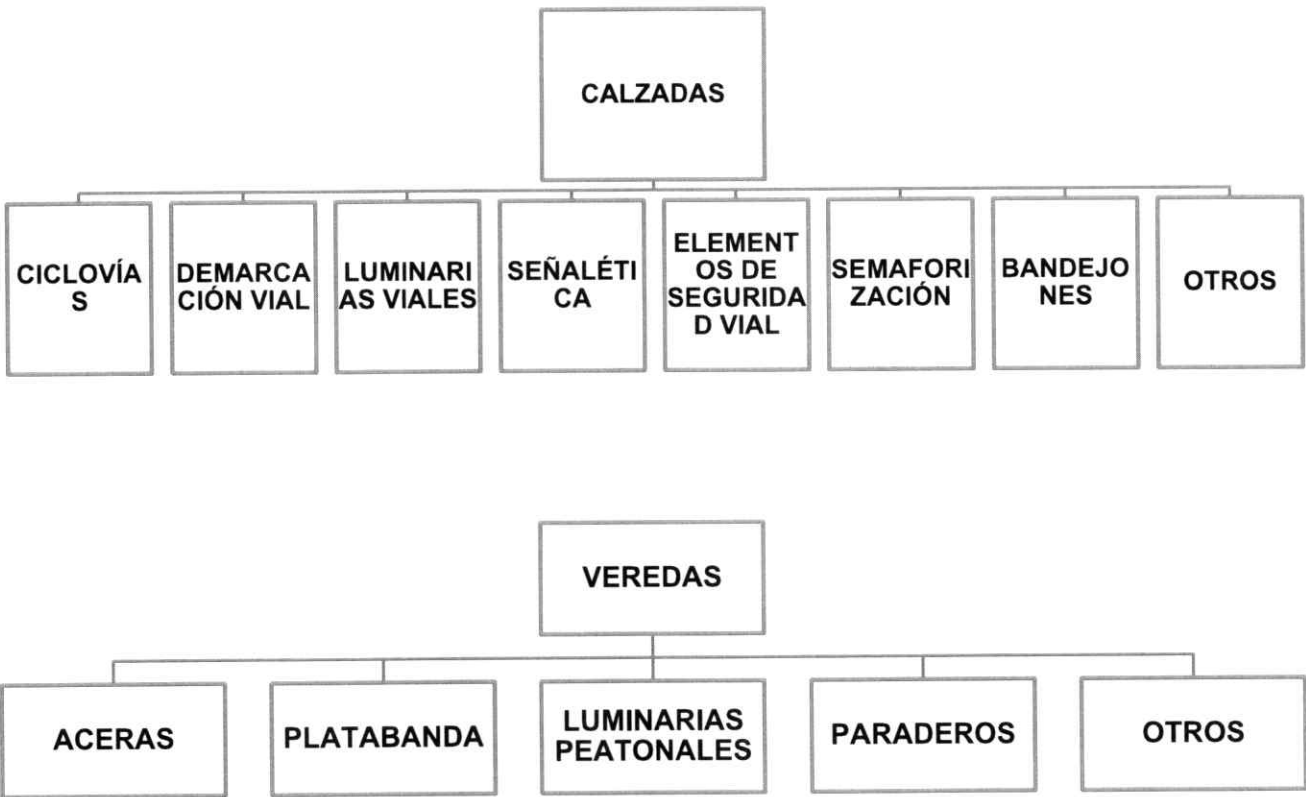 CALZADAS
CICLOVÍA
S
DEMARCA
CIÓN VIAL
LUMINARI
AS VIALES
SEÑALÉTI
CA
ELEMENT
OS DE
SEGURIDA
D VIAL
SEMAFORI
ZACIÓN
BANDEJO
NES
OTROS
VEREDAS
ACERAS
PLATABANDA
LUMINARIAS
PEATONALES
PARADEROS
OTROS